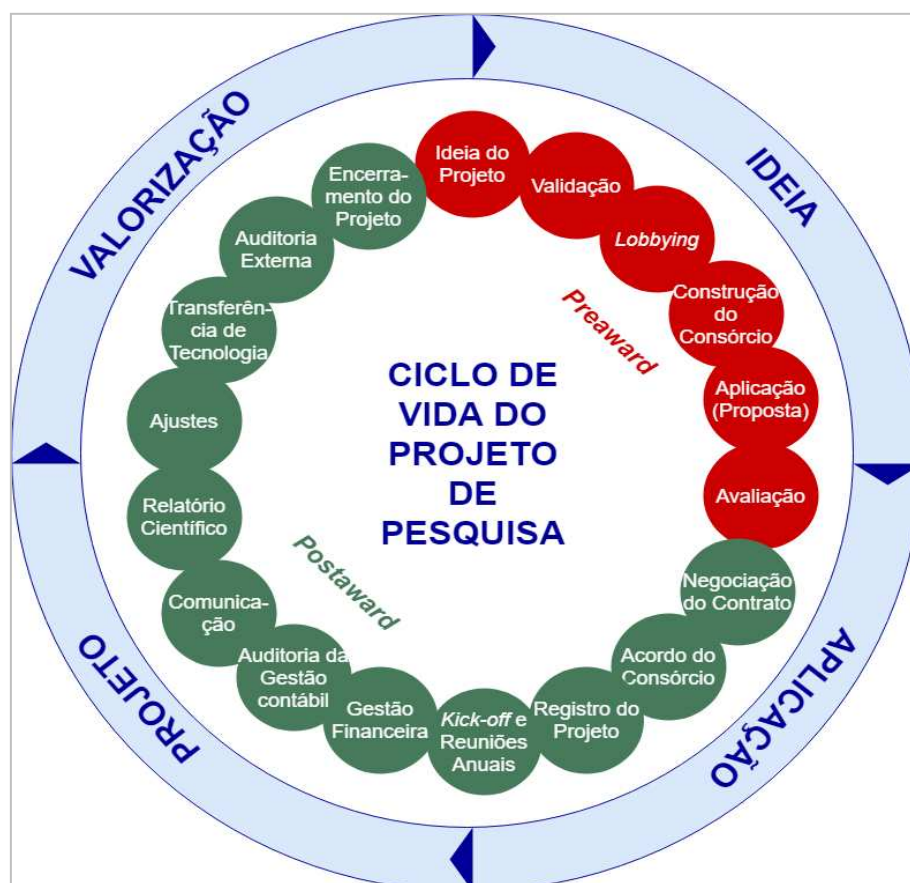 VALORIZAÇÃO
IDEIA
APLICAÇÃO
PROJETO
CICLO DE
VIDA DO
PROJETO
DE
PESQUISA
Preaward
Postaward
Ideia do
Projeto
Validação
Lobbying
Construção
do
Consórcio
Aplicação
(Proposta)
Avaliação
Negociação
do Contrato
Acordo do
Consórcio
Registro do
Projeto
Kick-off e
Reuniões
Anuais
Gestão
Financeira
Auditoria da
Gestão
contábil
Comunica-
ção
Relatório
Científico
Ajustes
Transferên-
cia de
Tecnologia
Auditoria
Externa
Encerra-
mento do
Projeto